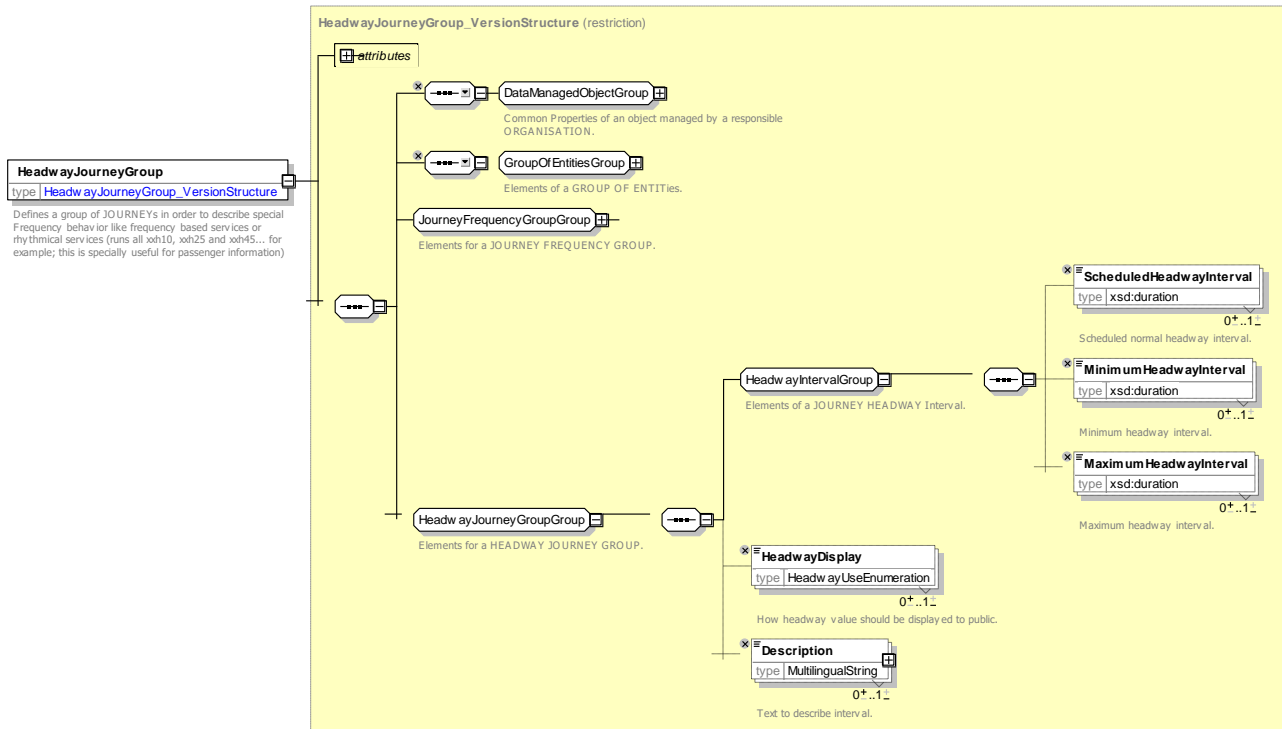 HeadwayJourneyGroup_VersionStructure (restriction)
attributes
DataManagedObjectGroup
Common Properties of an object managed by a responsible
ORGANISATION.
GroupOfEntitiesGroup
Elements of a GROUP OF ENTITies.
HeadwayJourneyGroup
type HeadwayJourneyGroup_VersionStructure
Defines a group of JOURNEYs in order to describe special
Frequency behavior like frequency based services or
rhythmical services (runs all xxh10, xxh25 and xxh45... for
example; this is specially useful for passenger information)
JourneyFrequencyGroupGroup
Elements for a JOURNEY FREQUENCY GROUP.
ScheduledHeadwayInterval
type xsd:duration
0..1
Scheduled normal headway interval.
HeadwayIntervalGroup
Elements of a JOURNEY HEADWAY Interval.
MinimumHeadwayInterval
type xsd:duration
0..1
Minimum headway interval.
MaximumHeadwayInterval
type xsd:duration
0..1
Maximum headway interval.
HeadwayJourneyGroupGroup
Elements for a HEADWAY JOURNEY GROUP.
HeadwayDisplay
type HeadwayUseEnumeration
0..1
How headway value should be displayed to public.
Description
type MultilingualString
0..1
Text to describe interval.